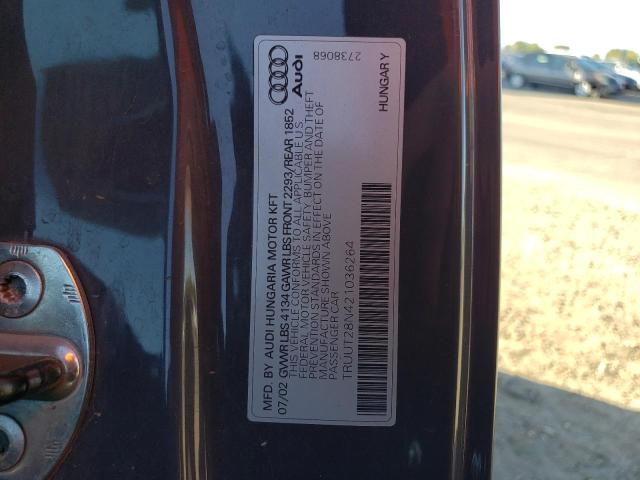 MFD. BY AUDI HUNGARIA MOTOR KFT
07/02 GVWR LBS 4134 GAWR LBS FRONT 2293/REAR 1852
THIS VEHICLE CONFORMS TO ALL APPLICABLE U.S
FEDERAL MOTOR VEHICLE SAFETY, BUMPER AND THEFT
PREVENTION STANDARDS IN EFFECT ON THE DATE OF
MANUFACTURE SHOWN ABOVE
PASSENGER CAR
TRUUT28N421036264
Audi
2738068
HUNGARY